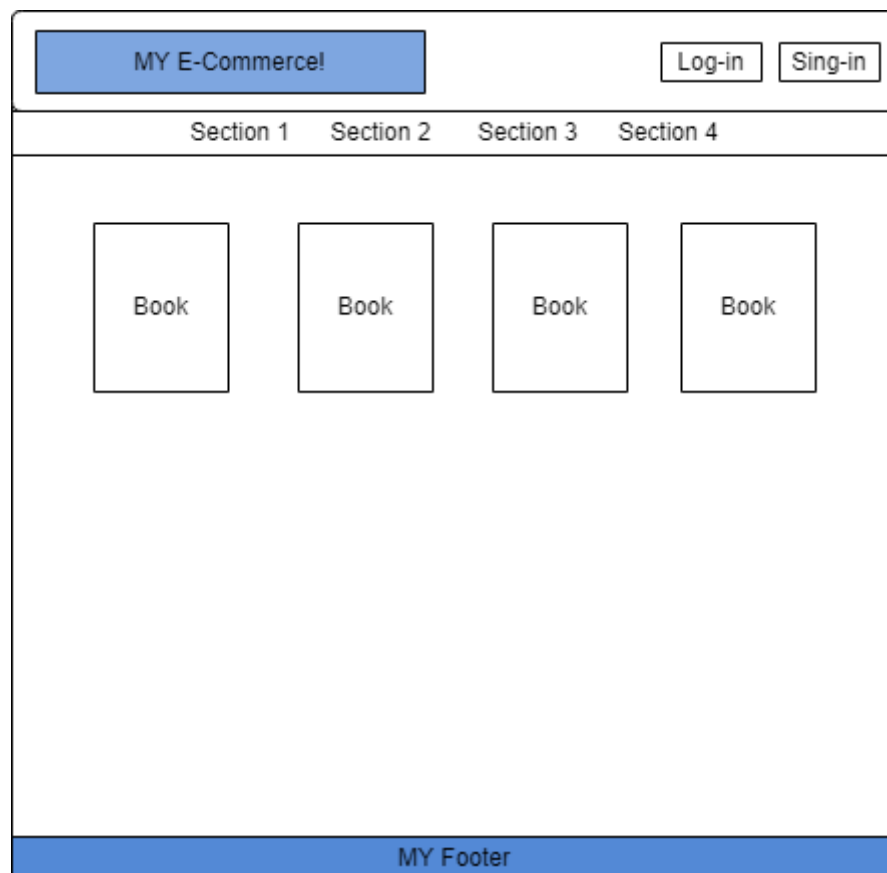 MY E-Commerce!
Log-in
Sing-in
Section 1
Section 2
Section 3
Section 4
Book
Book
Book
Book
MY Footer